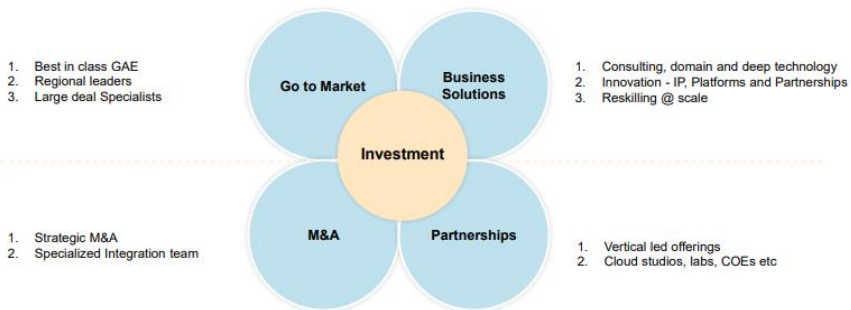 1. Best in class GAE
2. Regional leaders
3. Large deal Specialists
Go to Market
Business
Solutions
1. Consulting, domain and deep technology
2. Innovation - IP, Platforms and Partnerships
3. Reskilling @ scale
Investment
1. Strategic M&A
2. Specialized Integration team
M&A
Partnerships
1. Vertical led offerings
2. Cloud studios, labs, COEs etc